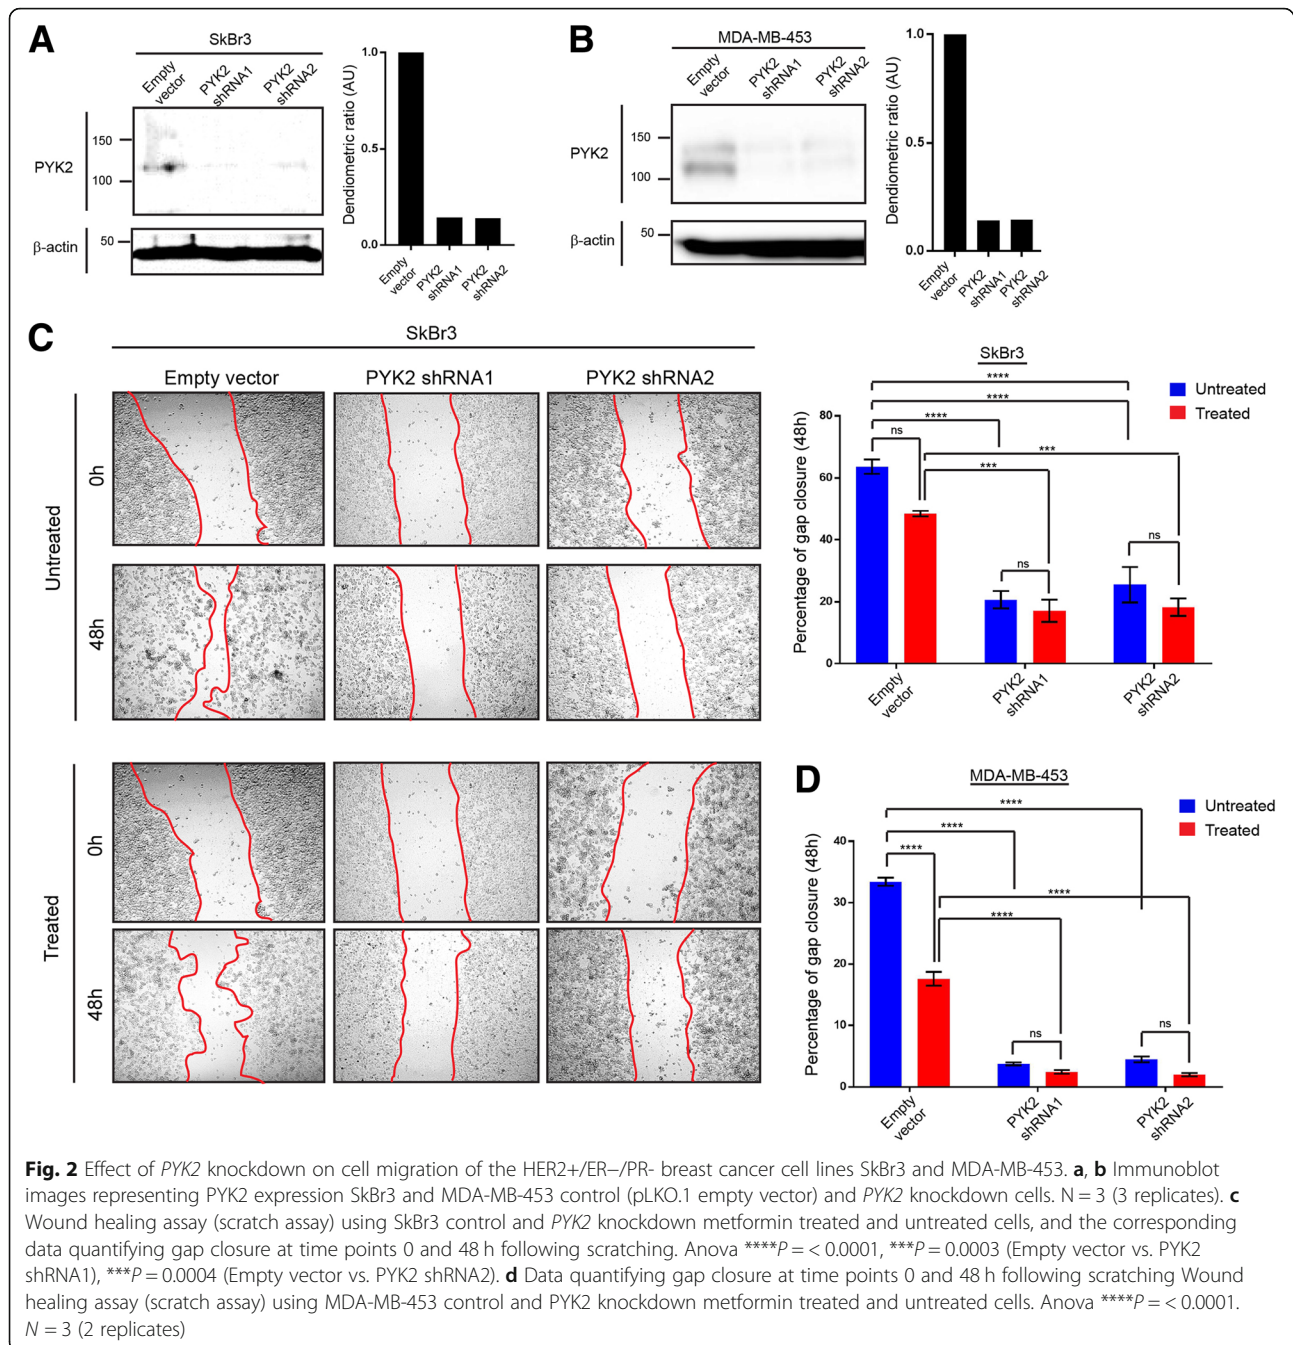 A
SkBr3
Empty vector
PYK2 shRNA1
PYK2 shRNA2
PYK2
150
100
β-actin
50
Dendiometric ratio (AU)
1.0
0.5
0.0
Empty vector
PYK2 shRNA1
PYK2 shRNA2
B
MDA-MB-453
Empty vector
PYK2 shRNA1
PYK2 shRNA2
PYK2
150
100
β-actin
50
Dendiometric ratio (AU)
1.0
0.5
0.0
Empty vector
PYK2 shRNA1
PYK2 shRNA2
C
SkBr3
Empty vector
PYK2 shRNA1
PYK2 shRNA2
Untreated
0h
48h
Treated
0h
48h
SkBr3
Untreated
Treated
Percentage of gap closure (48h)
80
60
40
20
0
****
****
****
ns
***
***
ns
ns
Empty vector
PYK2 shRNA1
PYK2 shRNA2
D
MDA-MB-453
Untreated
Treated
Percentage of gap closure (48h)
40
30
20
10
0
****
****
****
****
****
ns
ns
Empty vector
PYK2 shRNA1
PYK2 shRNA2
Fig. 2 Effect of PYK2 knockdown on cell migration of the HER2+/ER−/PR- breast cancer cell lines SkBr3 and MDA-MB-453. a, b Immunoblot
images representing PYK2 expression SkBr3 and MDA-MB-453 control (pLKO.1 empty vector) and PYK2 knockdown cells. N = 3 (3 replicates). c
Wound healing assay (scratch assay) using SkBr3 control and PYK2 knockdown metformin treated and untreated cells, and the corresponding
data quantifying gap closure at time points 0 and 48 h following scratching. Anova ****P = < 0.0001, ***P = 0.0003 (Empty vector vs. PYK2
shRNA1), ***P = 0.0004 (Empty vector vs. PYK2 shRNA2). d Data quantifying gap closure at time points 0 and 48 h following scratching Wound
healing assay (scratch assay) using MDA-MB-453 control and PYK2 knockdown metformin treated and untreated cells. Anova ****P = < 0.0001.
N = 3 (2 replicates)